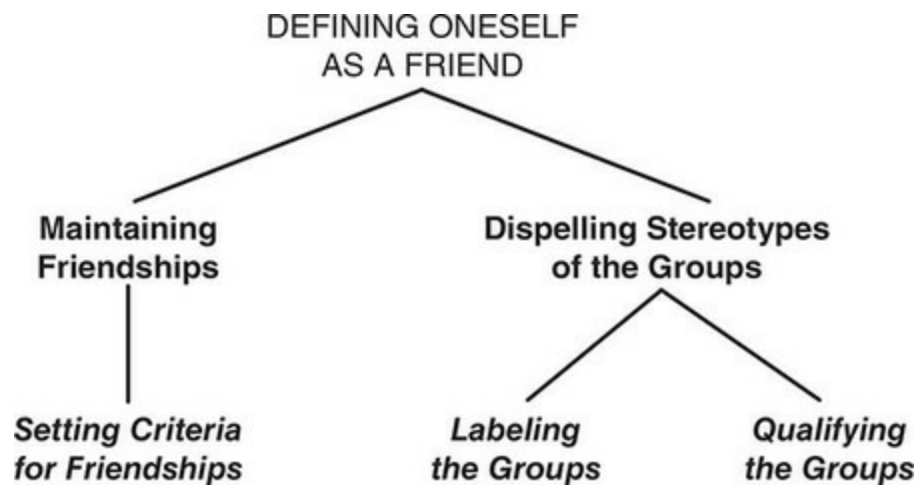 DEFINING ONESELF
AS A FRIEND
Maintaining
Friendships
Dispelling Stereotypes
of the Groups
Setting Criteria
for Friendships
Labeling
the Groups
Qualifying
the Groups